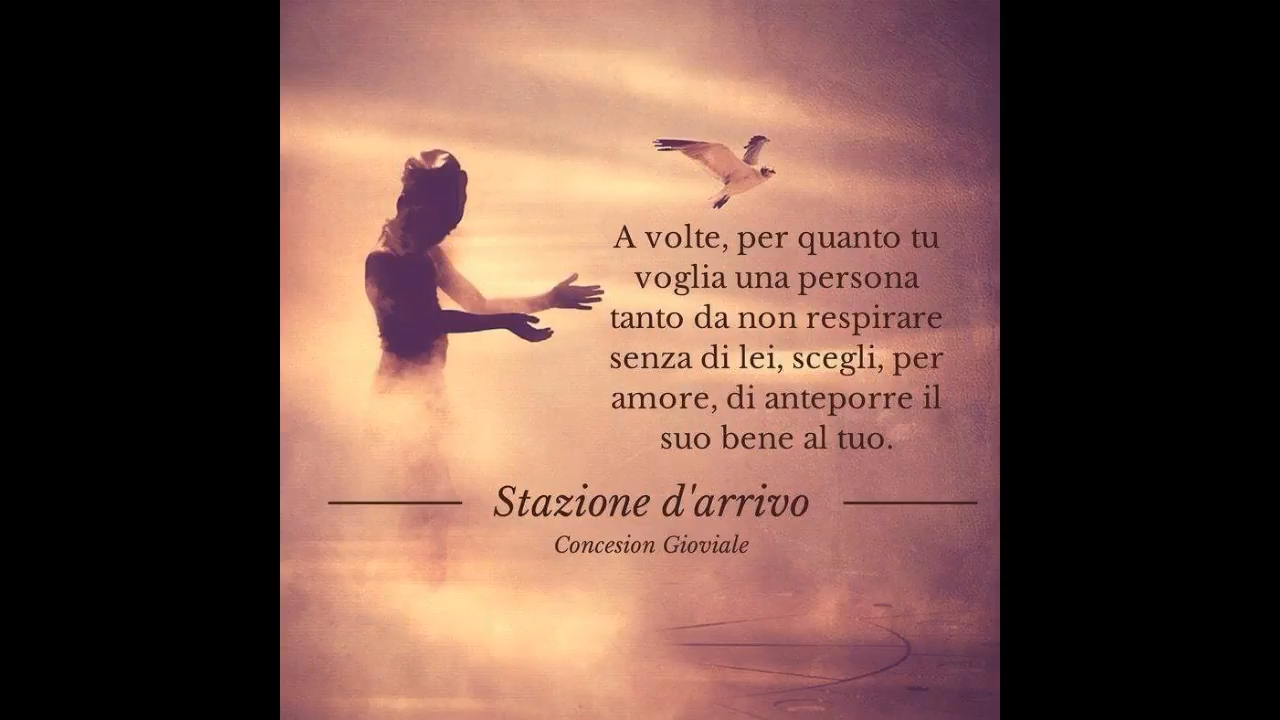 A volte, per quanto tu
voglia una persona
tanto da non respirare
senza di lei, scegli, per
amore, di anteporre il
suo bene al tuo.
Stazione d'arrivo
Concesion Gioviale